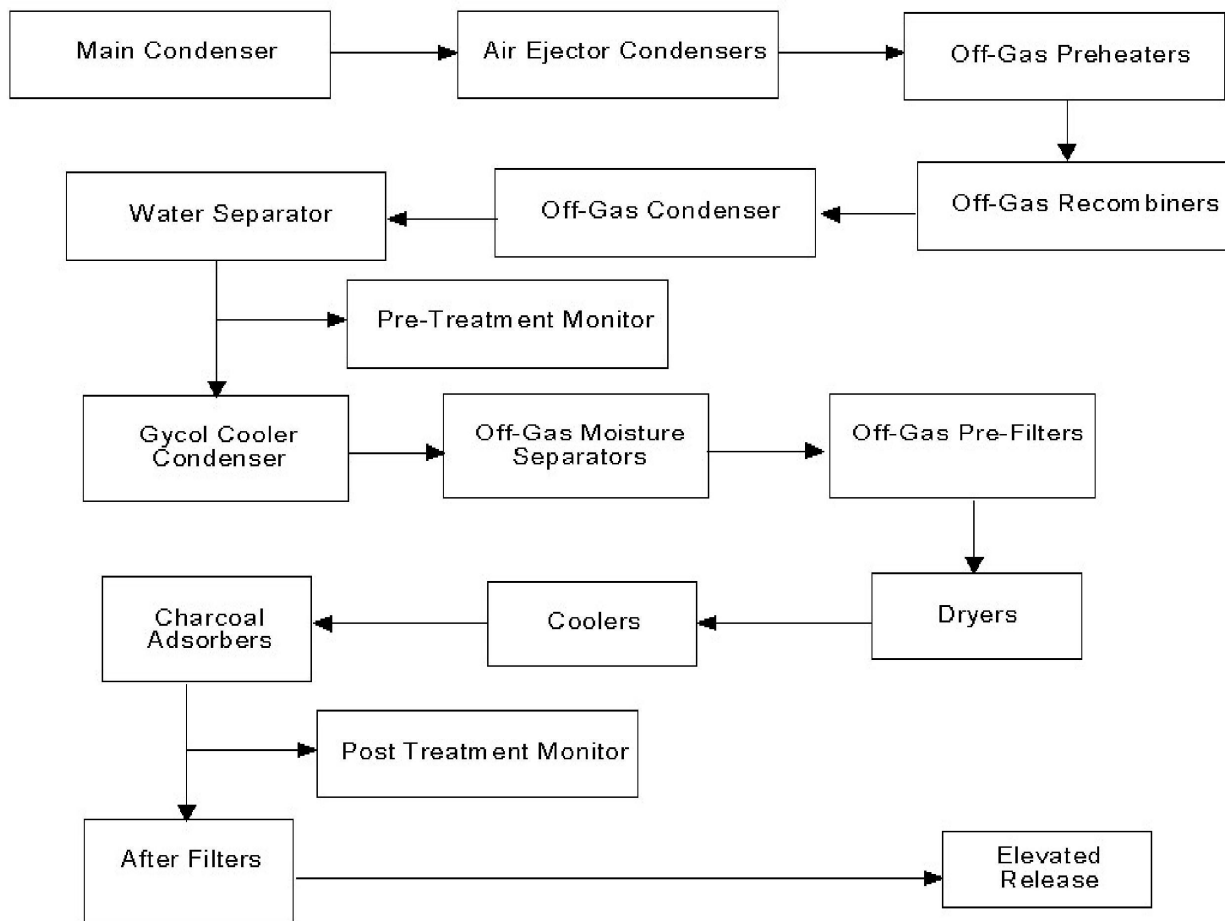 Main Condenser
Air Ejector Condensers
Off-Gas Preheaters
Water Separator
Off-Gas Condenser
Off-Gas Recombiners
Pre-Treatment Monitor
Gycol Cooler
Condenser
Off-Gas Moisture
Separators
Off-Gas Pre-Filters
Charcoal
Adsorbers
Coolers
Dryers
Post Treatment Monitor
After Filters
Elevated
Release